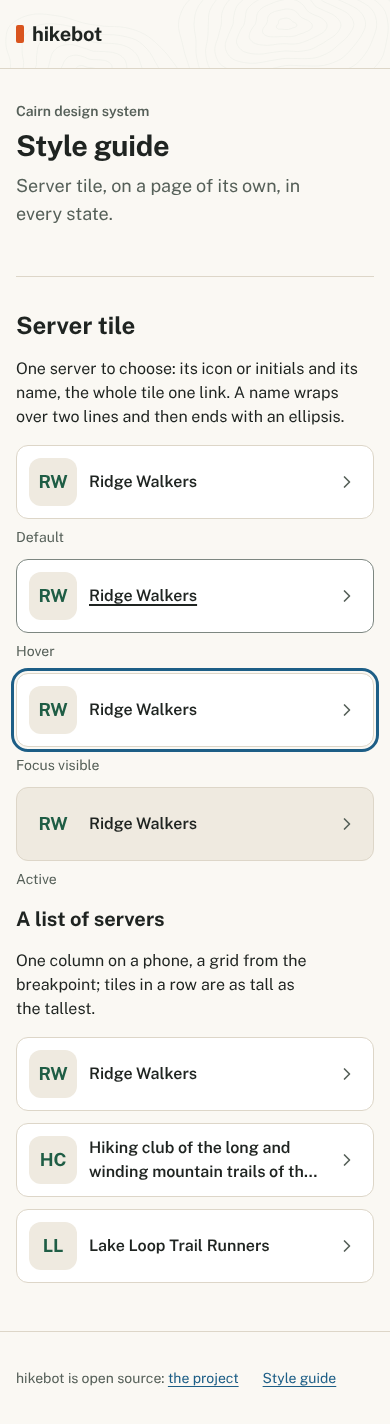 hikebot
Cairn design system
Style guide
Server tile, on a page of its own, in
every state.
Server tile
One server to choose: its icon or initials and its
name, the whole tile one link. A name wraps
over two lines and then ends with an ellipsis.
RW Ridge Walkers
Default
RW Ridge Walkers
Hover
RW Ridge Walkers
Focus visible
RW Ridge Walkers
Active
A list of servers
One column on a phone, a grid from the
breakpoint; tiles in a row are as tall as
the tallest.
RW Ridge Walkers
HC Hiking club of the long and
winding mountain trails of th…
LL Lake Loop Trail Runners
hikebot is open source: the project Style guide